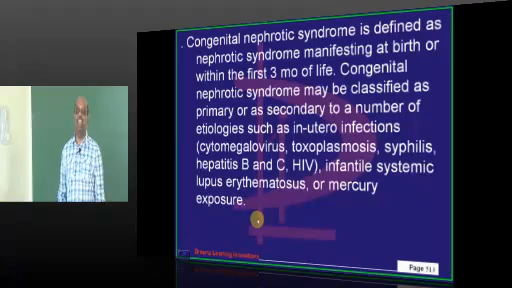 . Congenital nephrotic syndrome is defined as
nephrotic syndrome manifesting at birth or
within the first 3 mo of life. Congenital
nephrotic syndrome may be classified as
primary or as secondary to a number of
etiologies such as in-utero infections
(cytomegalovirus, toxoplasmosis, syphilis,
hepatitis B and C, HIV), infantile systemic
lupus erythematosus, or mercury
exposure.
Learning
Page